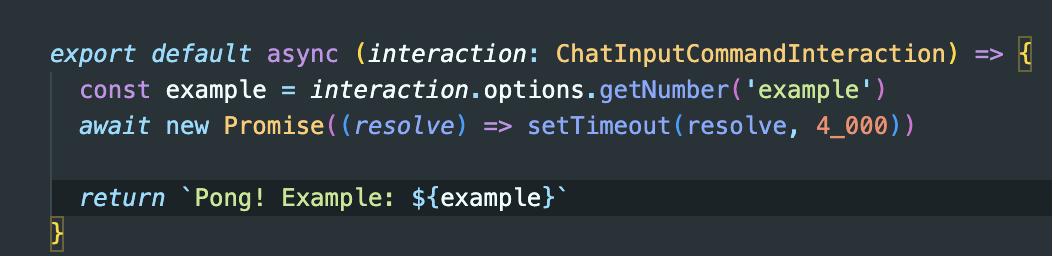 export default async (interaction: ChatInputCommandInteraction) => {
const example = interaction.options.getNumber('example')
await new Promise((resolve) => setTimeout(resolve, 4_000))
return `Pong! Example: ${example}`
}